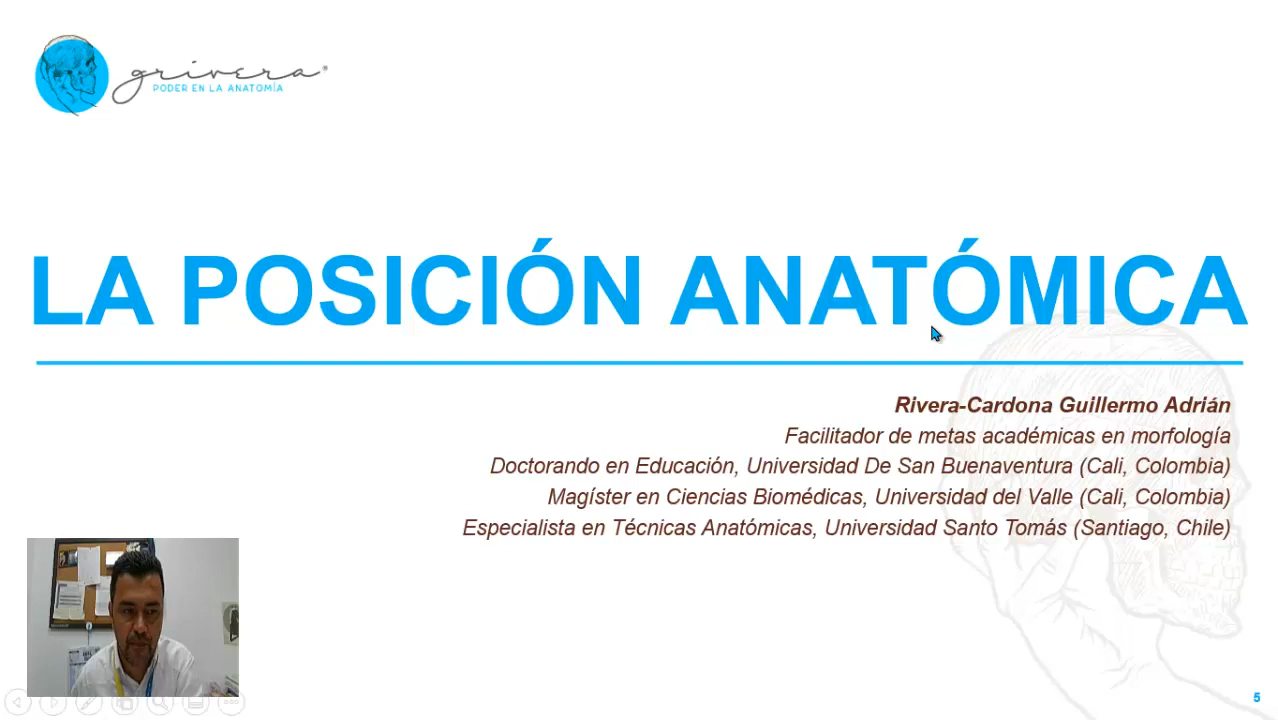 grivera®
PODER EN LA ANATOMÍA
LA POSICIÓN ANATÓMICA
Rivera-Cardona Guillermo Adrián
Facilitador de metas académicas en morfología
Doctorando en Educación, Universidad De San Buenaventura (Cali, Colombia)
Magíster en Ciencias Biomédicas, Universidad del Valle (Cali, Colombia)
Especialista en Técnicas Anatómicas, Universidad Santo Tomás (Santiago, Chile)
5